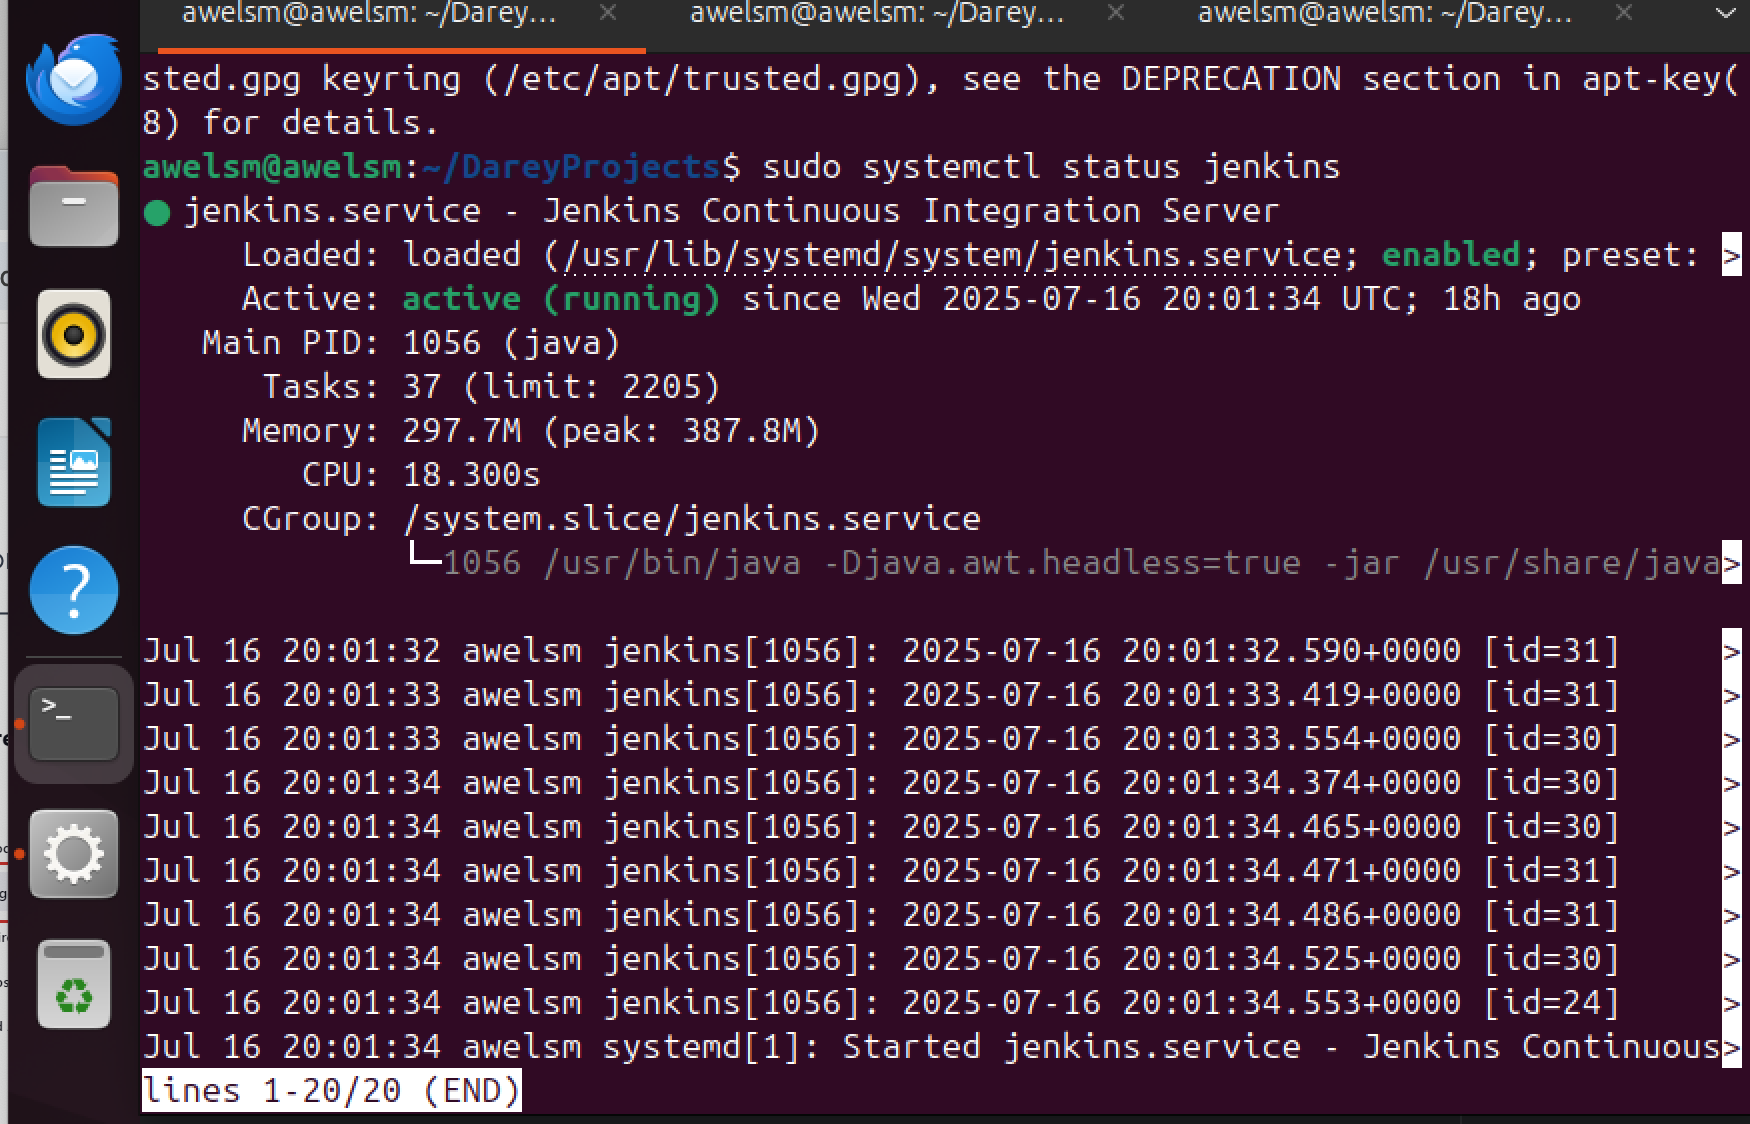 awelsm@awelsm: ~/Darey... × awelsm@awelsm: ~/Darey... × awelsm@awelsm: ~/Darey... ×
sted.gpg keyring (/etc/apt/trusted.gpg), see the DEPRECATION section in apt-key(
8) for details.
awelsm@awelsm:~/DareyProjects$ sudo systemctl status jenkins
● jenkins.service - Jenkins Continuous Integration Server
Loaded: loaded (/usr/lib/systemd/system/jenkins.service; enabled; preset: >
Active: active (running) since Wed 2025-07-16 20:01:34 UTC; 18h ago
Main PID: 1056 (java)
Tasks: 37 (limit: 2205)
Memory: 297.7M (peak: 387.8M)
CPU: 18.300s
CGroup: /system.slice/jenkins.service
└─1056 /usr/bin/java -Djava.awt.headless=true -jar /usr/share/java>
Jul 16 20:01:32 awelsm jenkins[1056]: 2025-07-16 20:01:32.590+0000 [id=31] >
Jul 16 20:01:33 awelsm jenkins[1056]: 2025-07-16 20:01:33.419+0000 [id=31] >
Jul 16 20:01:33 awelsm jenkins[1056]: 2025-07-16 20:01:33.554+0000 [id=30] >
Jul 16 20:01:34 awelsm jenkins[1056]: 2025-07-16 20:01:34.374+0000 [id=30] >
Jul 16 20:01:34 awelsm jenkins[1056]: 2025-07-16 20:01:34.465+0000 [id=30] >
Jul 16 20:01:34 awelsm jenkins[1056]: 2025-07-16 20:01:34.471+0000 [id=31] >
Jul 16 20:01:34 awelsm jenkins[1056]: 2025-07-16 20:01:34.486+0000 [id=31] >
Jul 16 20:01:34 awelsm jenkins[1056]: 2025-07-16 20:01:34.525+0000 [id=30] >
Jul 16 20:01:34 awelsm jenkins[1056]: 2025-07-16 20:01:34.553+0000 [id=24] >
Jul 16 20:01:34 awelsm systemd[1]: Started jenkins.service - Jenkins Continuous>
lines 1-20/20 (END)